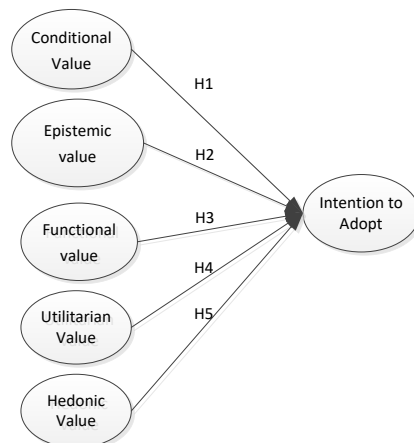 Conditional
Value
H1
Epistemic
value
H2
Intention to
Adopt
Functional
value
H3
H4
Utilitarian
Value
H5
Hedonic
Value